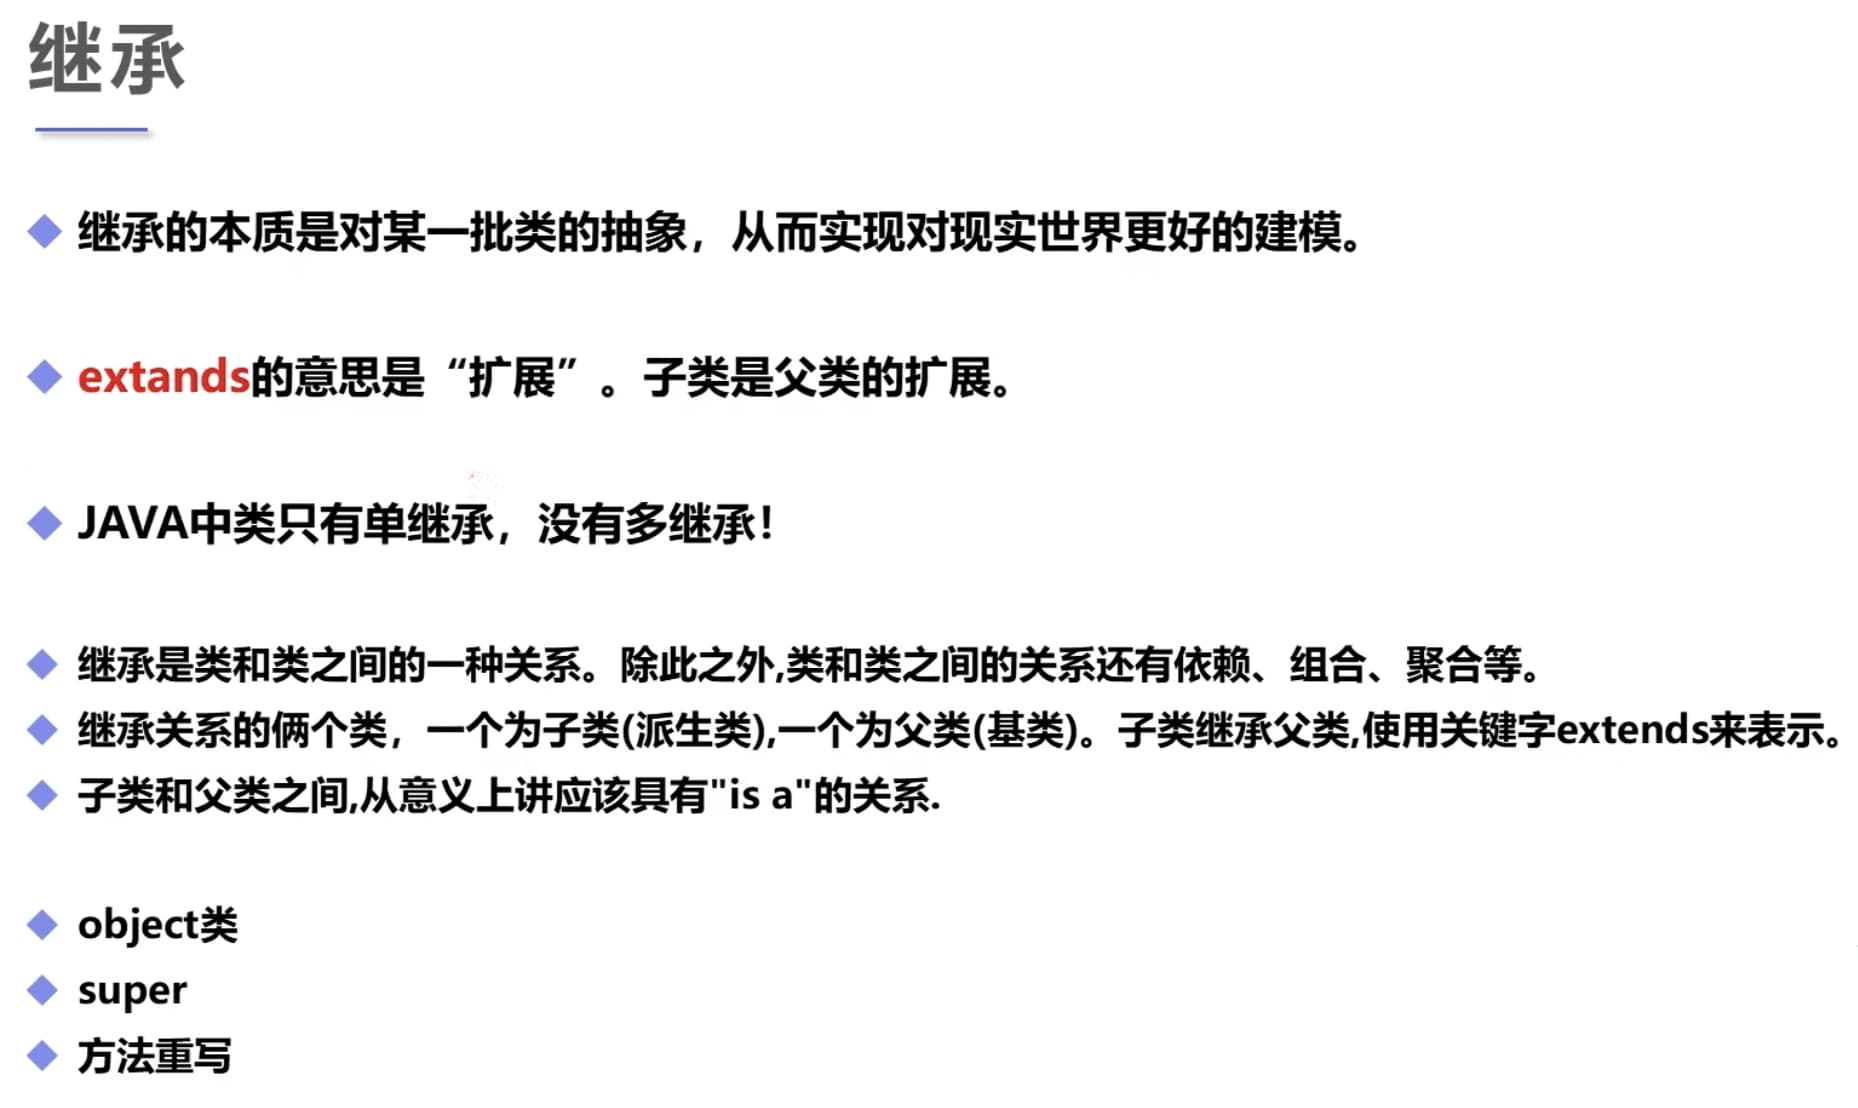 继承
继承的本质是对某一批类的抽象，从而实现对现实世界更好的建模。
extands的意思是“扩展”。子类是父类的扩展。
JAVA中类只有单继承，没有多继承！
继承是类和类之间的一种关系。除此之外,类和类之间的关系还有依赖、组合、聚合等。
继承关系的俩个类，一个为子类(派生类),一个为父类(基类)。子类继承父类,使用关键字extends来表示。
子类和父类之间,从意义上讲应该具有"is a"的关系.
object类
super
方法重写